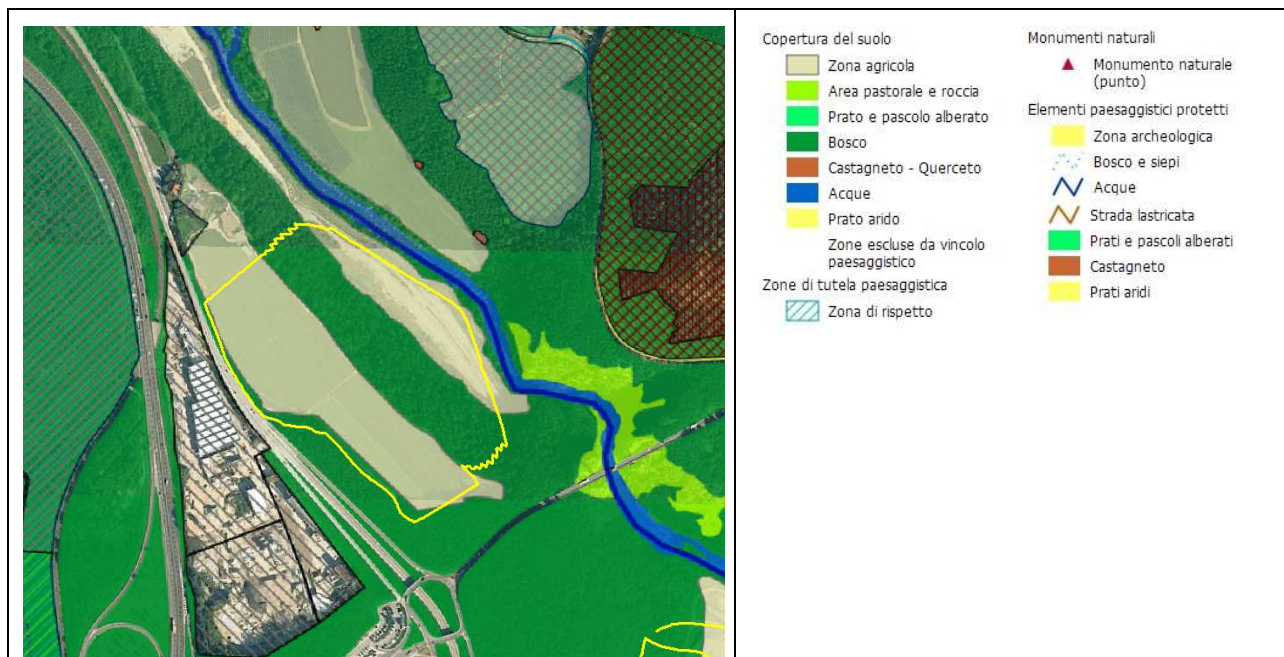 Copertura del suolo
Zona agricola
Area pastorale e roccia
Prato e pascolo alberato
Bosco
Castagneto - Querceto
Acque
Prato arido
Zone escluse da vincolo
paesaggistico
Zone di tutela paesaggistica
Zona di rispetto
Monumenti naturali
Monumento naturale
(punto)
Elementi paesaggistici protetti
Zona archeologica
Bosco e siepi
Acque
Strada lastricata
Prati e pascoli alberati
Castagneto
Prati aridi